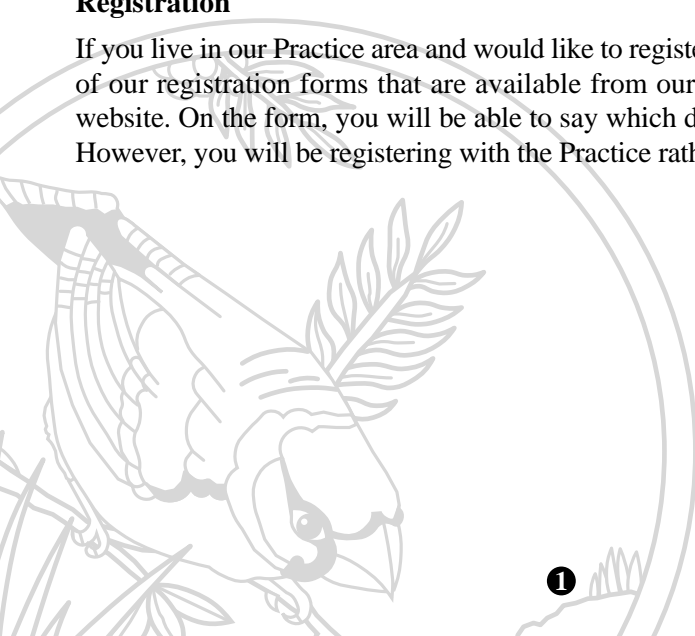 Registration
If you live in our Practice area and would like to registe
of our registration forms that are available from our
website. On the form, you will be able to say which d
However, you will be registering with the Practice rath
1